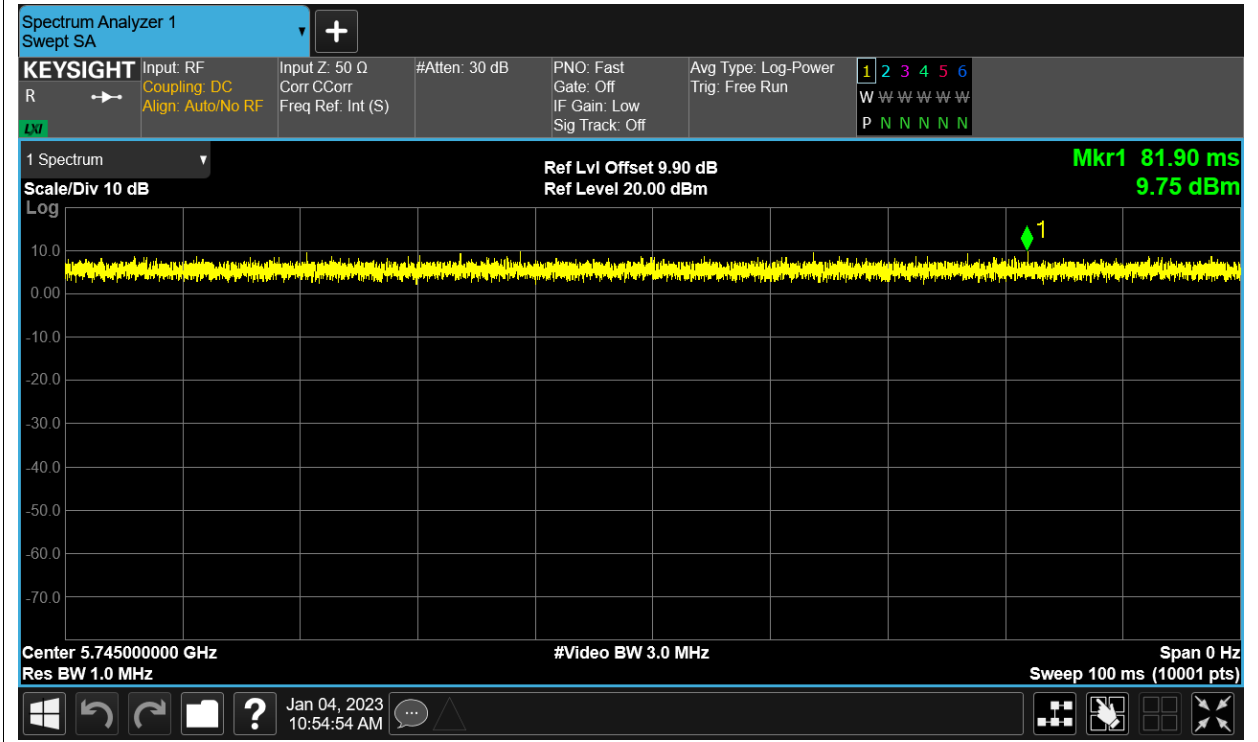 Spectrum Analyzer 1
Swept SA
KEYSIGHT
R
LXI
Input: RF
Coupling: DC
Align: Auto/No RF
Input Z: 50 Ω
Corr CCorr
Freq Ref: Int (S)
#Atten: 30 dB
PNO: Fast
Gate: Off
IF Gain: Low
Sig Track: Off
Avg Type: Log-Power
Trig: Free Run
1 2 3 4 5 6
W W W W W W
P N N N N N
1 Spectrum
Scale/Div 10 dB
Log
Ref Lvl Offset 9.90 dB
Ref Level 20.00 dBm
Mkr1 81.90 ms
9.75 dBm
1
10.0
0.00
-10.0
-20.0
-30.0
-40.0
-50.0
-60.0
-70.0
Center 5.745000000 GHz
Res BW 1.0 MHz
#Video BW 3.0 MHz
Span 0 Hz
Sweep 100 ms (10001 pts)
?
Jan 04, 2023
10:54:54 AM